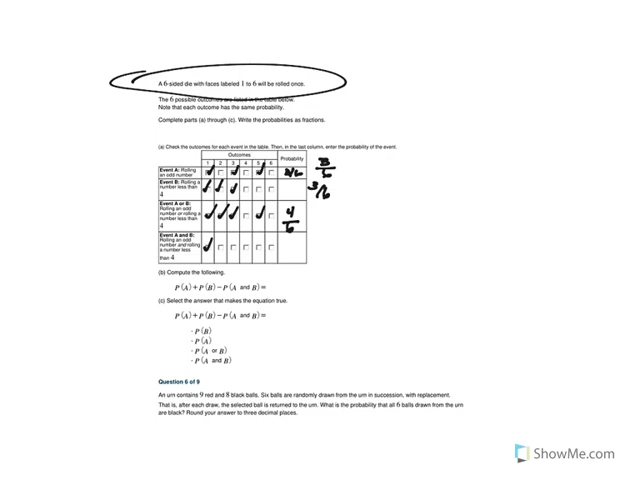 A 6-sided die with faces labeled 1 to 6 will be rolled once.
The 6 possible outcomes are listed in the table below.
Note that each outcome has the same probability.
Complete parts (a) through (c). Write the probabilities as fractions.
(a) Check the outcomes for each event in the table. Then, in the last column, enter the probability of the event.
Outcomes
Probability
1 2 3 4 5 6
Event A: Rolling
an odd number
3/6
3/6
Event B: Rolling a
number less than
4
3/6
Event A or B:
Rolling an odd
number or rolling a
number less than
4
4/6
Event A and B:
Rolling an odd
number and rolling
a number less
than 4
(b) Compute the following.
P (A) + P (B) − P (A and B) =
(c) Select the answer that makes the equation true.
P (A) + P (B) − P (A and B) =
- P (B)
- P (A)
- P (A or B)
- P (A and B)
Question 6 of 9
An urn contains 9 red and 8 black balls. Six balls are randomly drawn from the urn in succession, with replacement.
That is, after each draw, the selected ball is returned to the urn. What is the probability that all 6 balls drawn from the urn
are black? Round your answer to three decimal places.
ShowMe.com